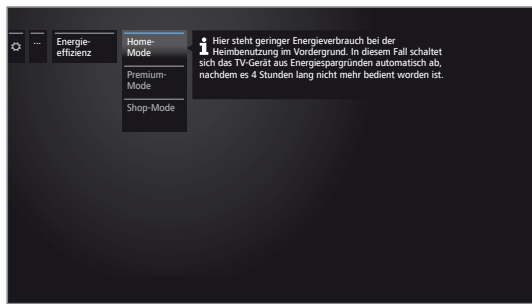 ...
Energie-
effizienz
Home-
Mode
Premium-
Mode
Shop-Mode
i Hier steht geringer Energieverbrauch bei der
Heimbenutzung im Vordergrund. In diesem Fall schaltet
sich das TV-Gerät aus Energiespargründen automatisch ab,
nachdem es 4 Stunden lang nicht mehr bedient worden ist.